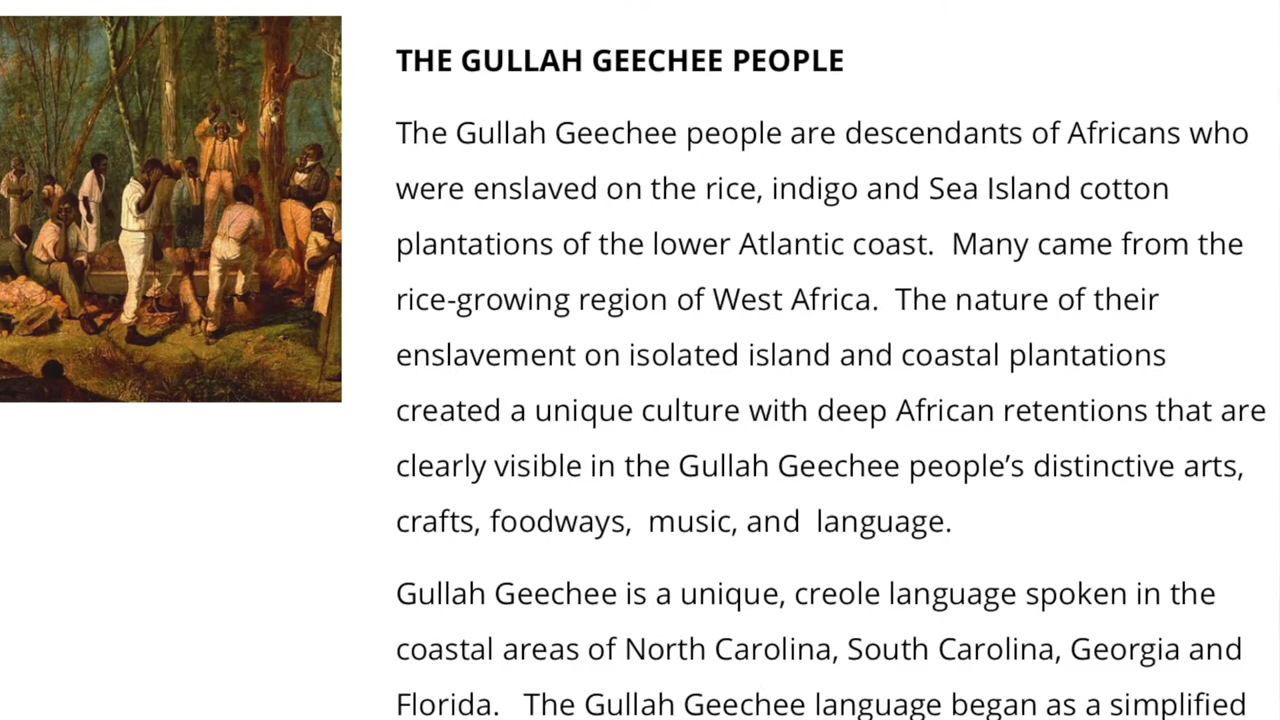 THE GULLAH GEECHEE PEOPLE
The Gullah Geechee people are descendants of Africans who
were enslaved on the rice, indigo and Sea Island cotton
plantations of the lower Atlantic coast.  Many came from the
rice-growing region of West Africa.  The nature of their
enslavement on isolated island and coastal plantations
created a unique culture with deep African retentions that are
clearly visible in the Gullah Geechee people’s distinctive arts,
crafts, foodways,  music, and  language.
Gullah Geechee is a unique, creole language spoken in the
coastal areas of North Carolina, South Carolina, Georgia and
Florida.   The Gullah Geechee language began as a simplified